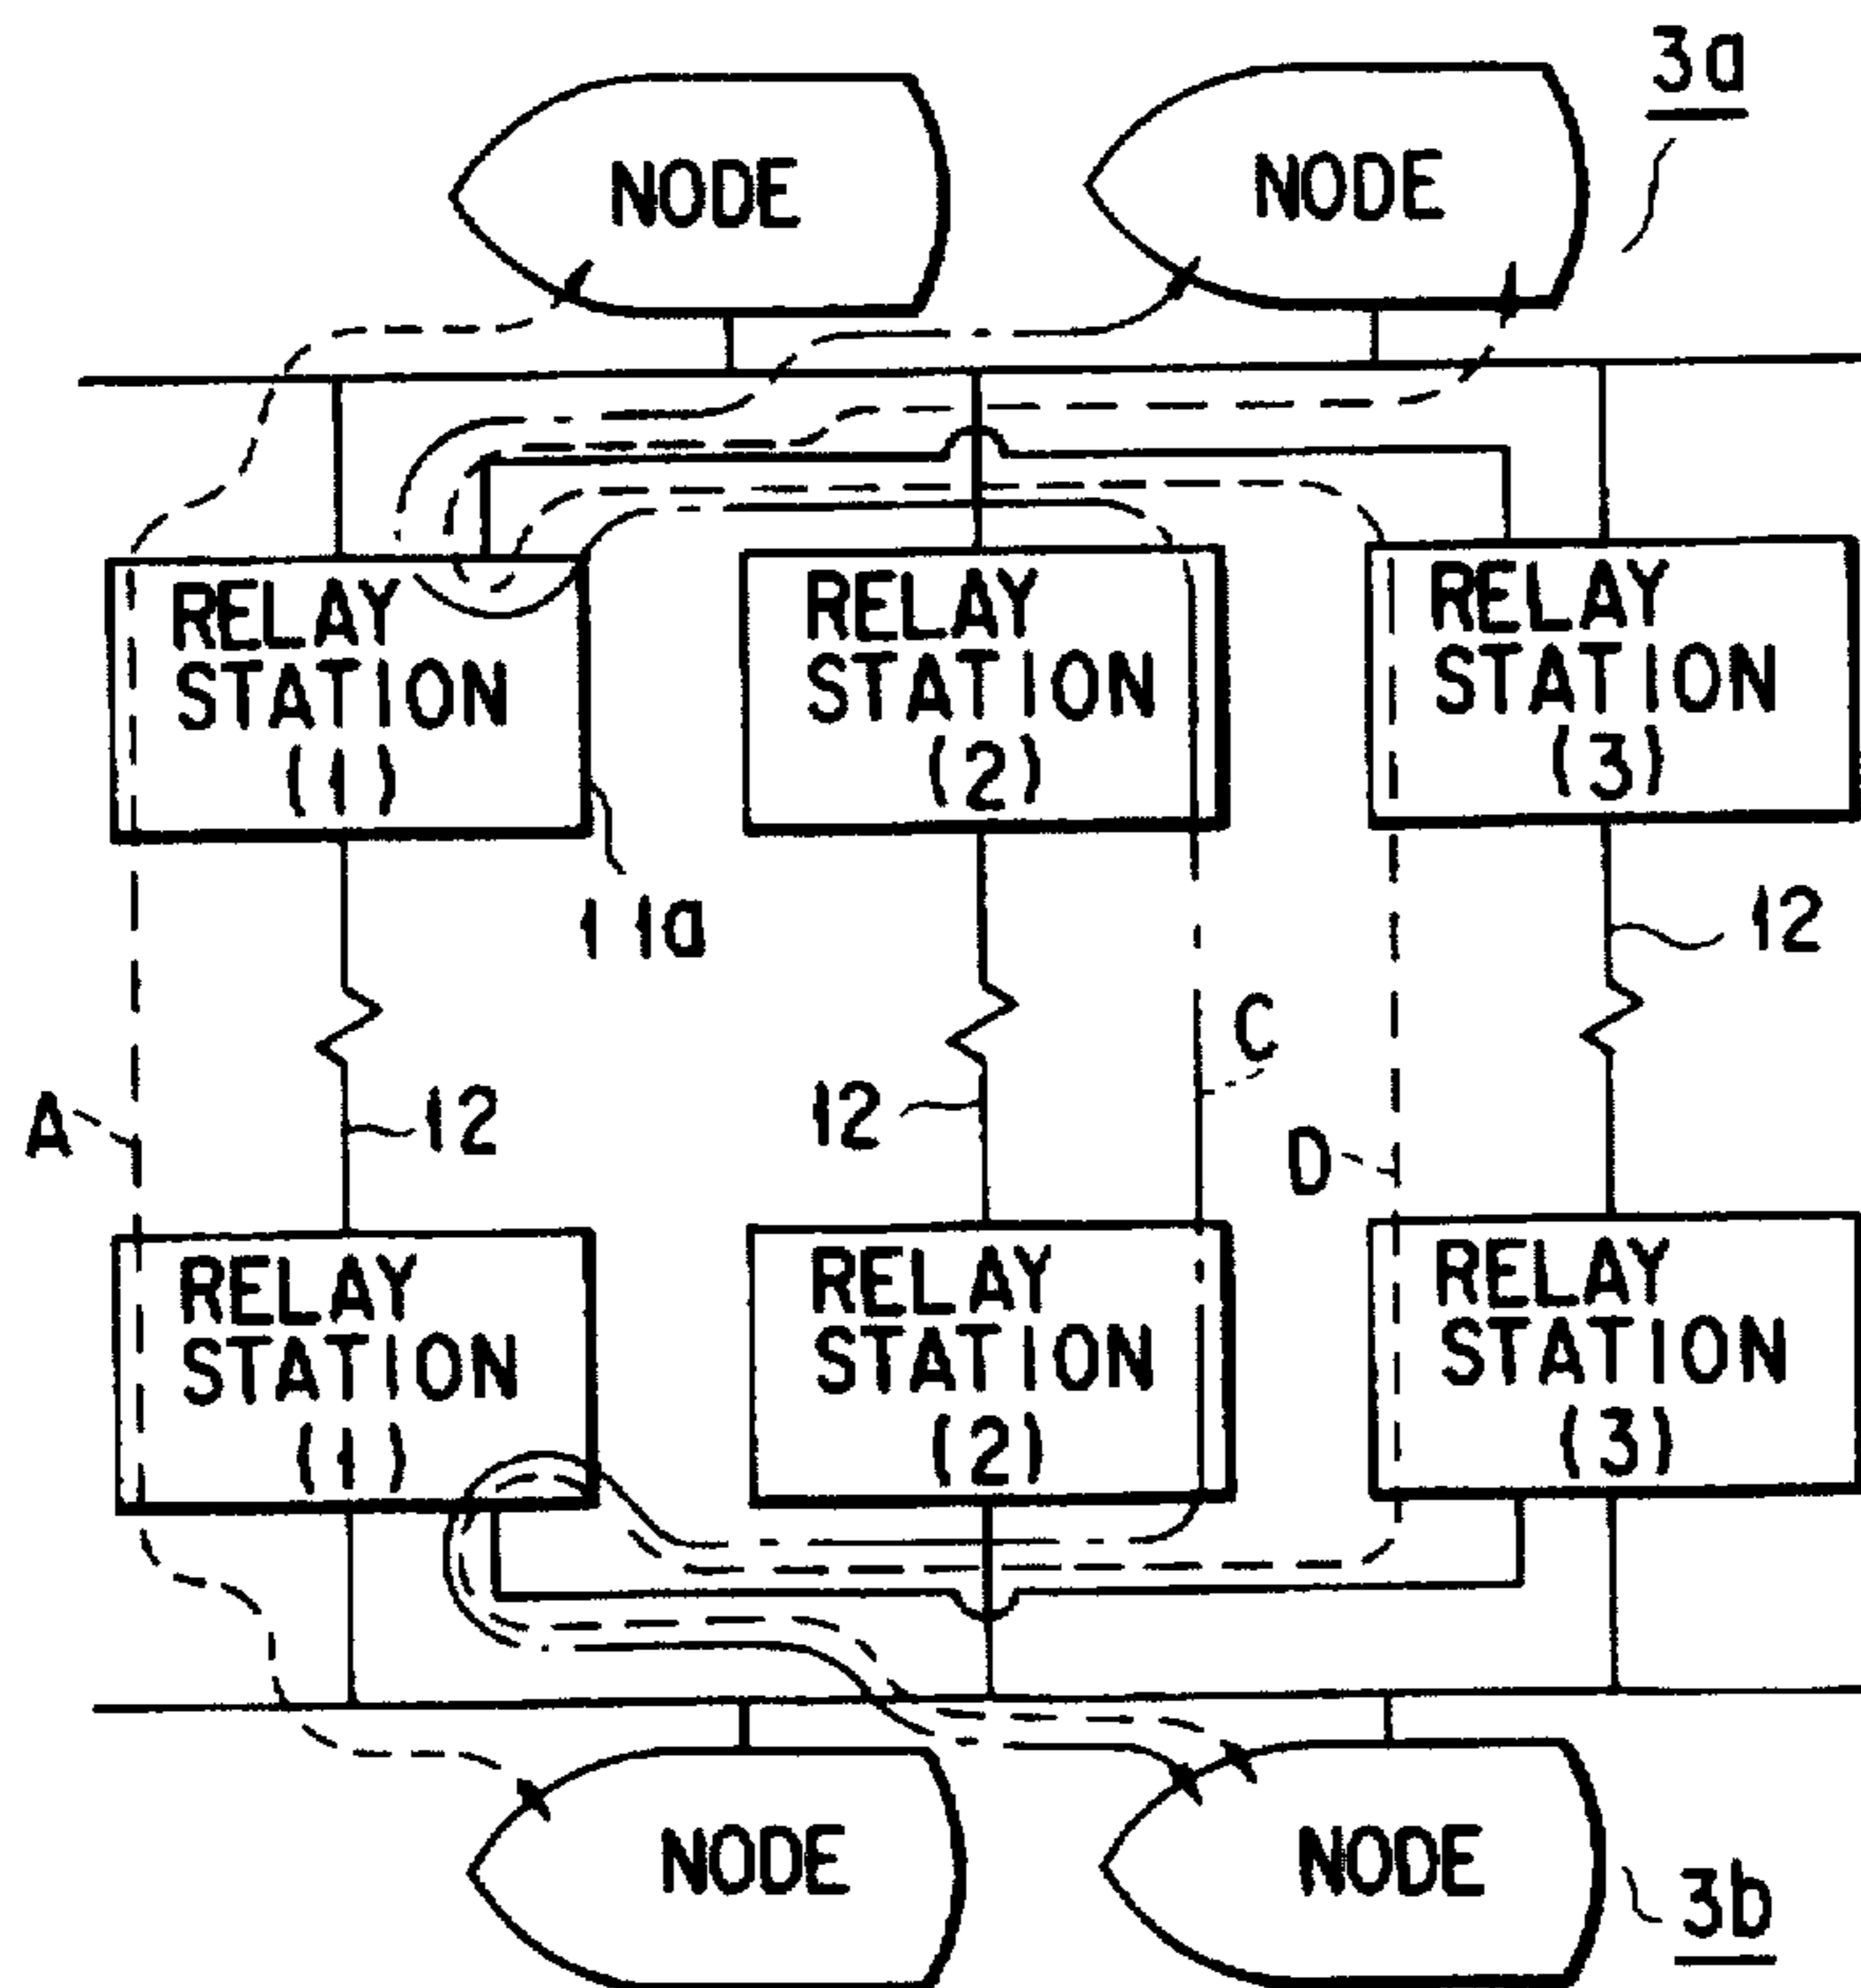 3a
NODE
NODE
RELAY
STATION
(1)
RELAY
STATION
(2)
RELAY
STATION
(3)
11a
12
C
A
12
12
D
RELAY
STATION
(1)
RELAY
STATION
(2)
RELAY
STATION
(3)
NODE
NODE
3b